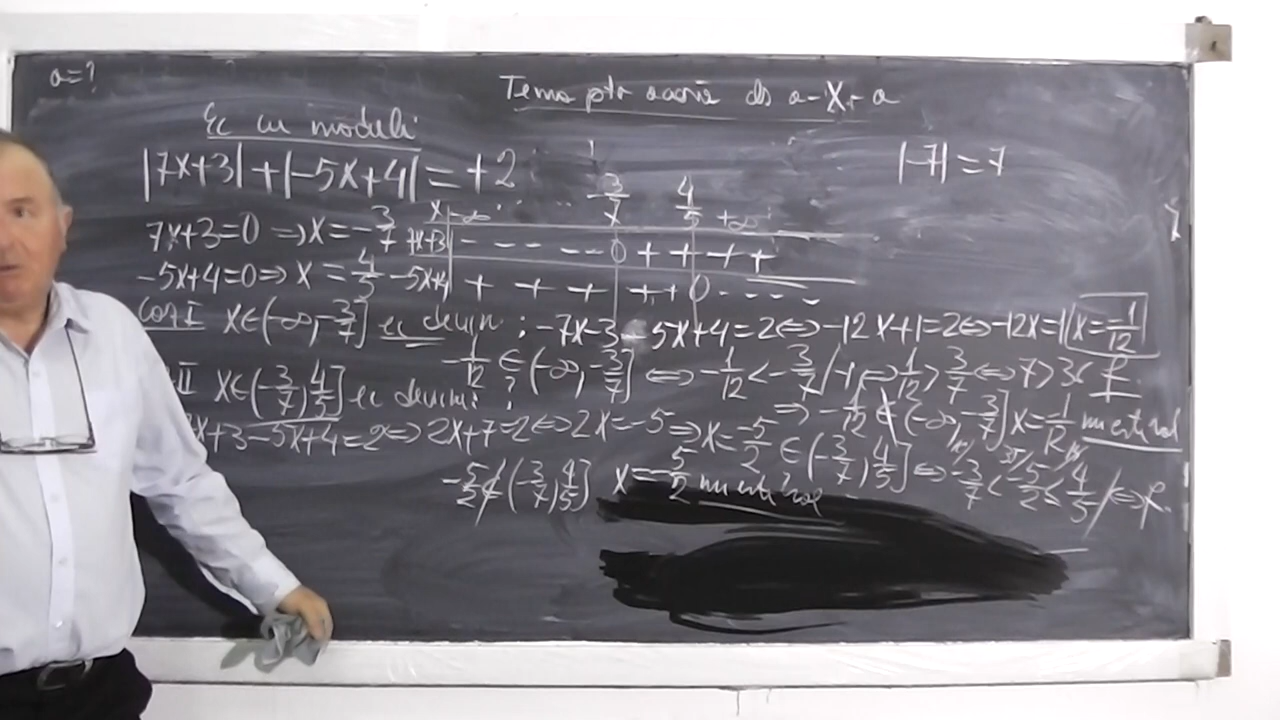 a=?
Tema ptr acasă ds a-X-a
Ec cu moduli
|7x+3|+|-5x+4|=+2
|-7|=7
x -∞ -3/7 4/5 +∞
7x+3=0 ⇒ x=-3/7
7x+3 - - - - - - 0 + + + +
-5x+4=0 ⇒ x=4/5
-5x+4 + + + + + + 0 - - - -
Caz I x∈(-∞,-3/7] ec devin: -7x-3-5x+4=2 ⇔ -12x+1=2 ⇔ -12x=1 | x=-1/12
-1/12 ∈? (-∞,-3/7] ⇔ -1/12 < -3/7 /·(-1) ⇔ 1/12 > 3/7 ⇔ 7>36 f.
⇒ -1/12 ∉ (-∞,-3/7] x=-1/12 nu e sol
II x∈(-3/7,4/5] ec devine:
x+3-5x+4=2 ⇔ 2x+7=2 ⇔ 2x=-5 ⇒ x=-5/2 ∈ (-3/7,4/5] ⇔ -3/7 < -5/2 ≤ 4/5 / ⇔ f.
-5/2 ∉ (-3/7,4/5] x=-5/2 nu e sol